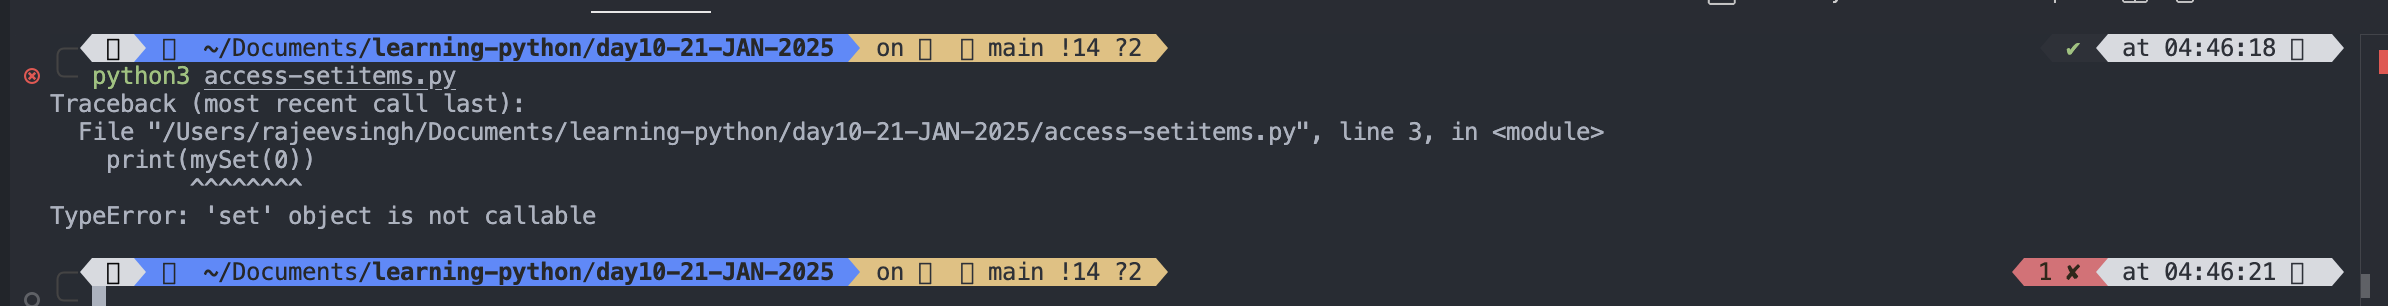 ~/Documents/learning-python/day10-21-JAN-2025 on main !14 ?2 ✔ at 04:46:18
python3 access-setitems.py
Traceback (most recent call last):
File "/Users/rajeevsingh/Documents/learning-python/day10-21-JAN-2025/access-setitems.py", line 3, in <module>
print(mySet(0))
^^^^^^^^
TypeError: 'set' object is not callable
~/Documents/learning-python/day10-21-JAN-2025 on main !14 ?2 1 ✘ at 04:46:21